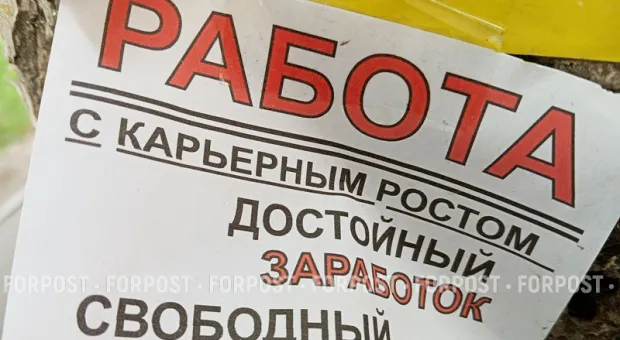 РАБОТА
С КАРЬЕРНЫМ РОСТОМ
ДОСТОЙНЫЙ
ЗАРАБОТОК
FORPOST · FORPOST · FORPOST · FORPOST · FORPOST · FORPOST
СВОБОДНЫЙ